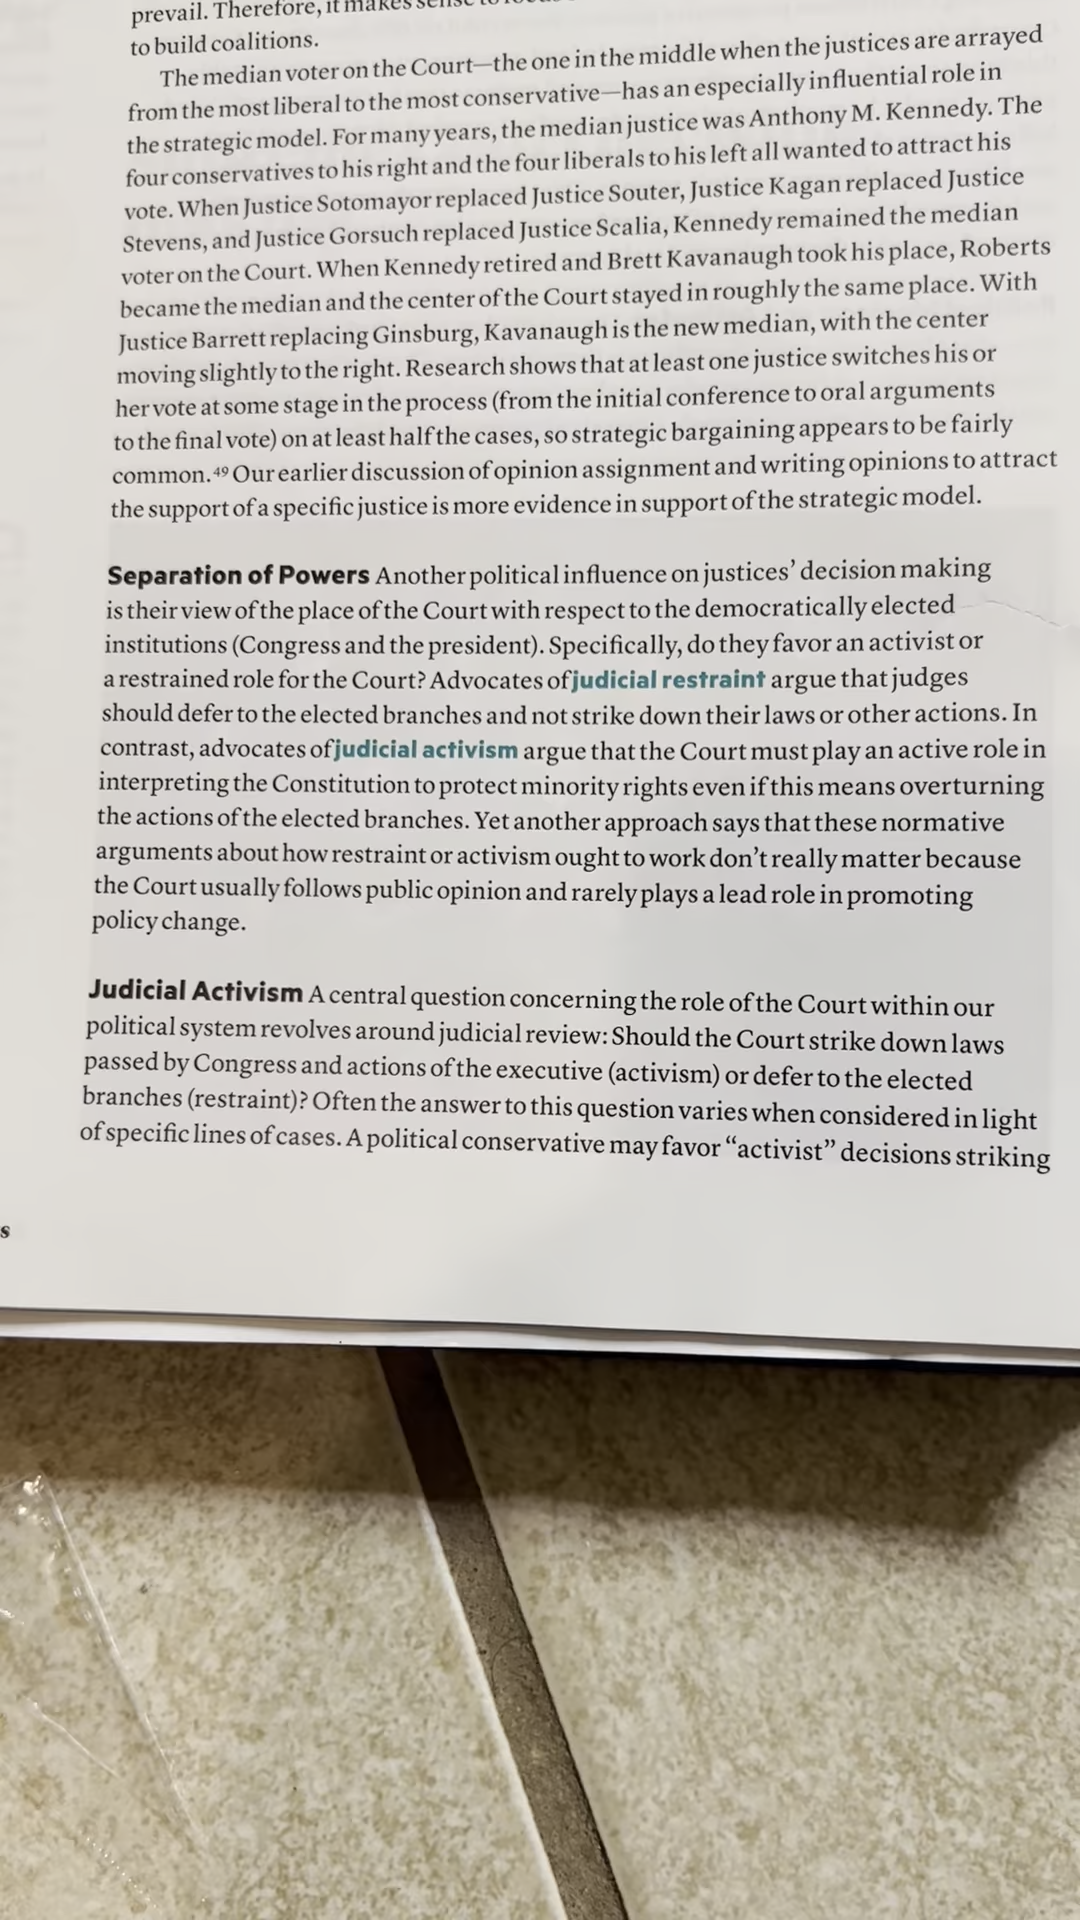 prevail. Therefore, it makes sense to
to build coalitions.
The median voter on the Court—the one in the middle when the justices are arrayed
from the most liberal to the most conservative—has an especially influential role in
the strategic model. For many years, the median justice was Anthony M. Kennedy. The
four conservatives to his right and the four liberals to his left all wanted to attract his
vote. When Justice Sotomayor replaced Justice Souter, Justice Kagan replaced Justice
Stevens, and Justice Gorsuch replaced Justice Scalia, Kennedy remained the median
voter on the Court. When Kennedy retired and Brett Kavanaugh took his place, Roberts
became the median and the center of the Court stayed in roughly the same place. With
Justice Barrett replacing Ginsburg, Kavanaugh is the new median, with the center
moving slightly to the right. Research shows that at least one justice switches his or
her vote at some stage in the process (from the initial conference to oral arguments
to the final vote) on at least half the cases, so strategic bargaining appears to be fairly
common.49 Our earlier discussion of opinion assignment and writing opinions to attract
the support of a specific justice is more evidence in support of the strategic model.
Separation of Powers Another political influence on justices' decision making
is their view of the place of the Court with respect to the democratically elected
institutions (Congress and the president). Specifically, do they favor an activist or
a restrained role for the Court? Advocates of judicial restraint argue that judges
should defer to the elected branches and not strike down their laws or other actions. In
contrast, advocates of judicial activism argue that the Court must play an active role in
interpreting the Constitution to protect minority rights even if this means overturning
the actions of the elected branches. Yet another approach says that these normative
arguments about how restraint or activism ought to work don't really matter because
the Court usually follows public opinion and rarely plays a lead role in promoting
policy change.
Judicial Activism A central question concerning the role of the Court within our
political system revolves around judicial review: Should the Court strike down laws
passed by Congress and actions of the executive (activism) or defer to the elected
branches (restraint)? Often the answer to this question varies when considered in light
of specific lines of cases. A political conservative may favor "activist" decisions striking
s